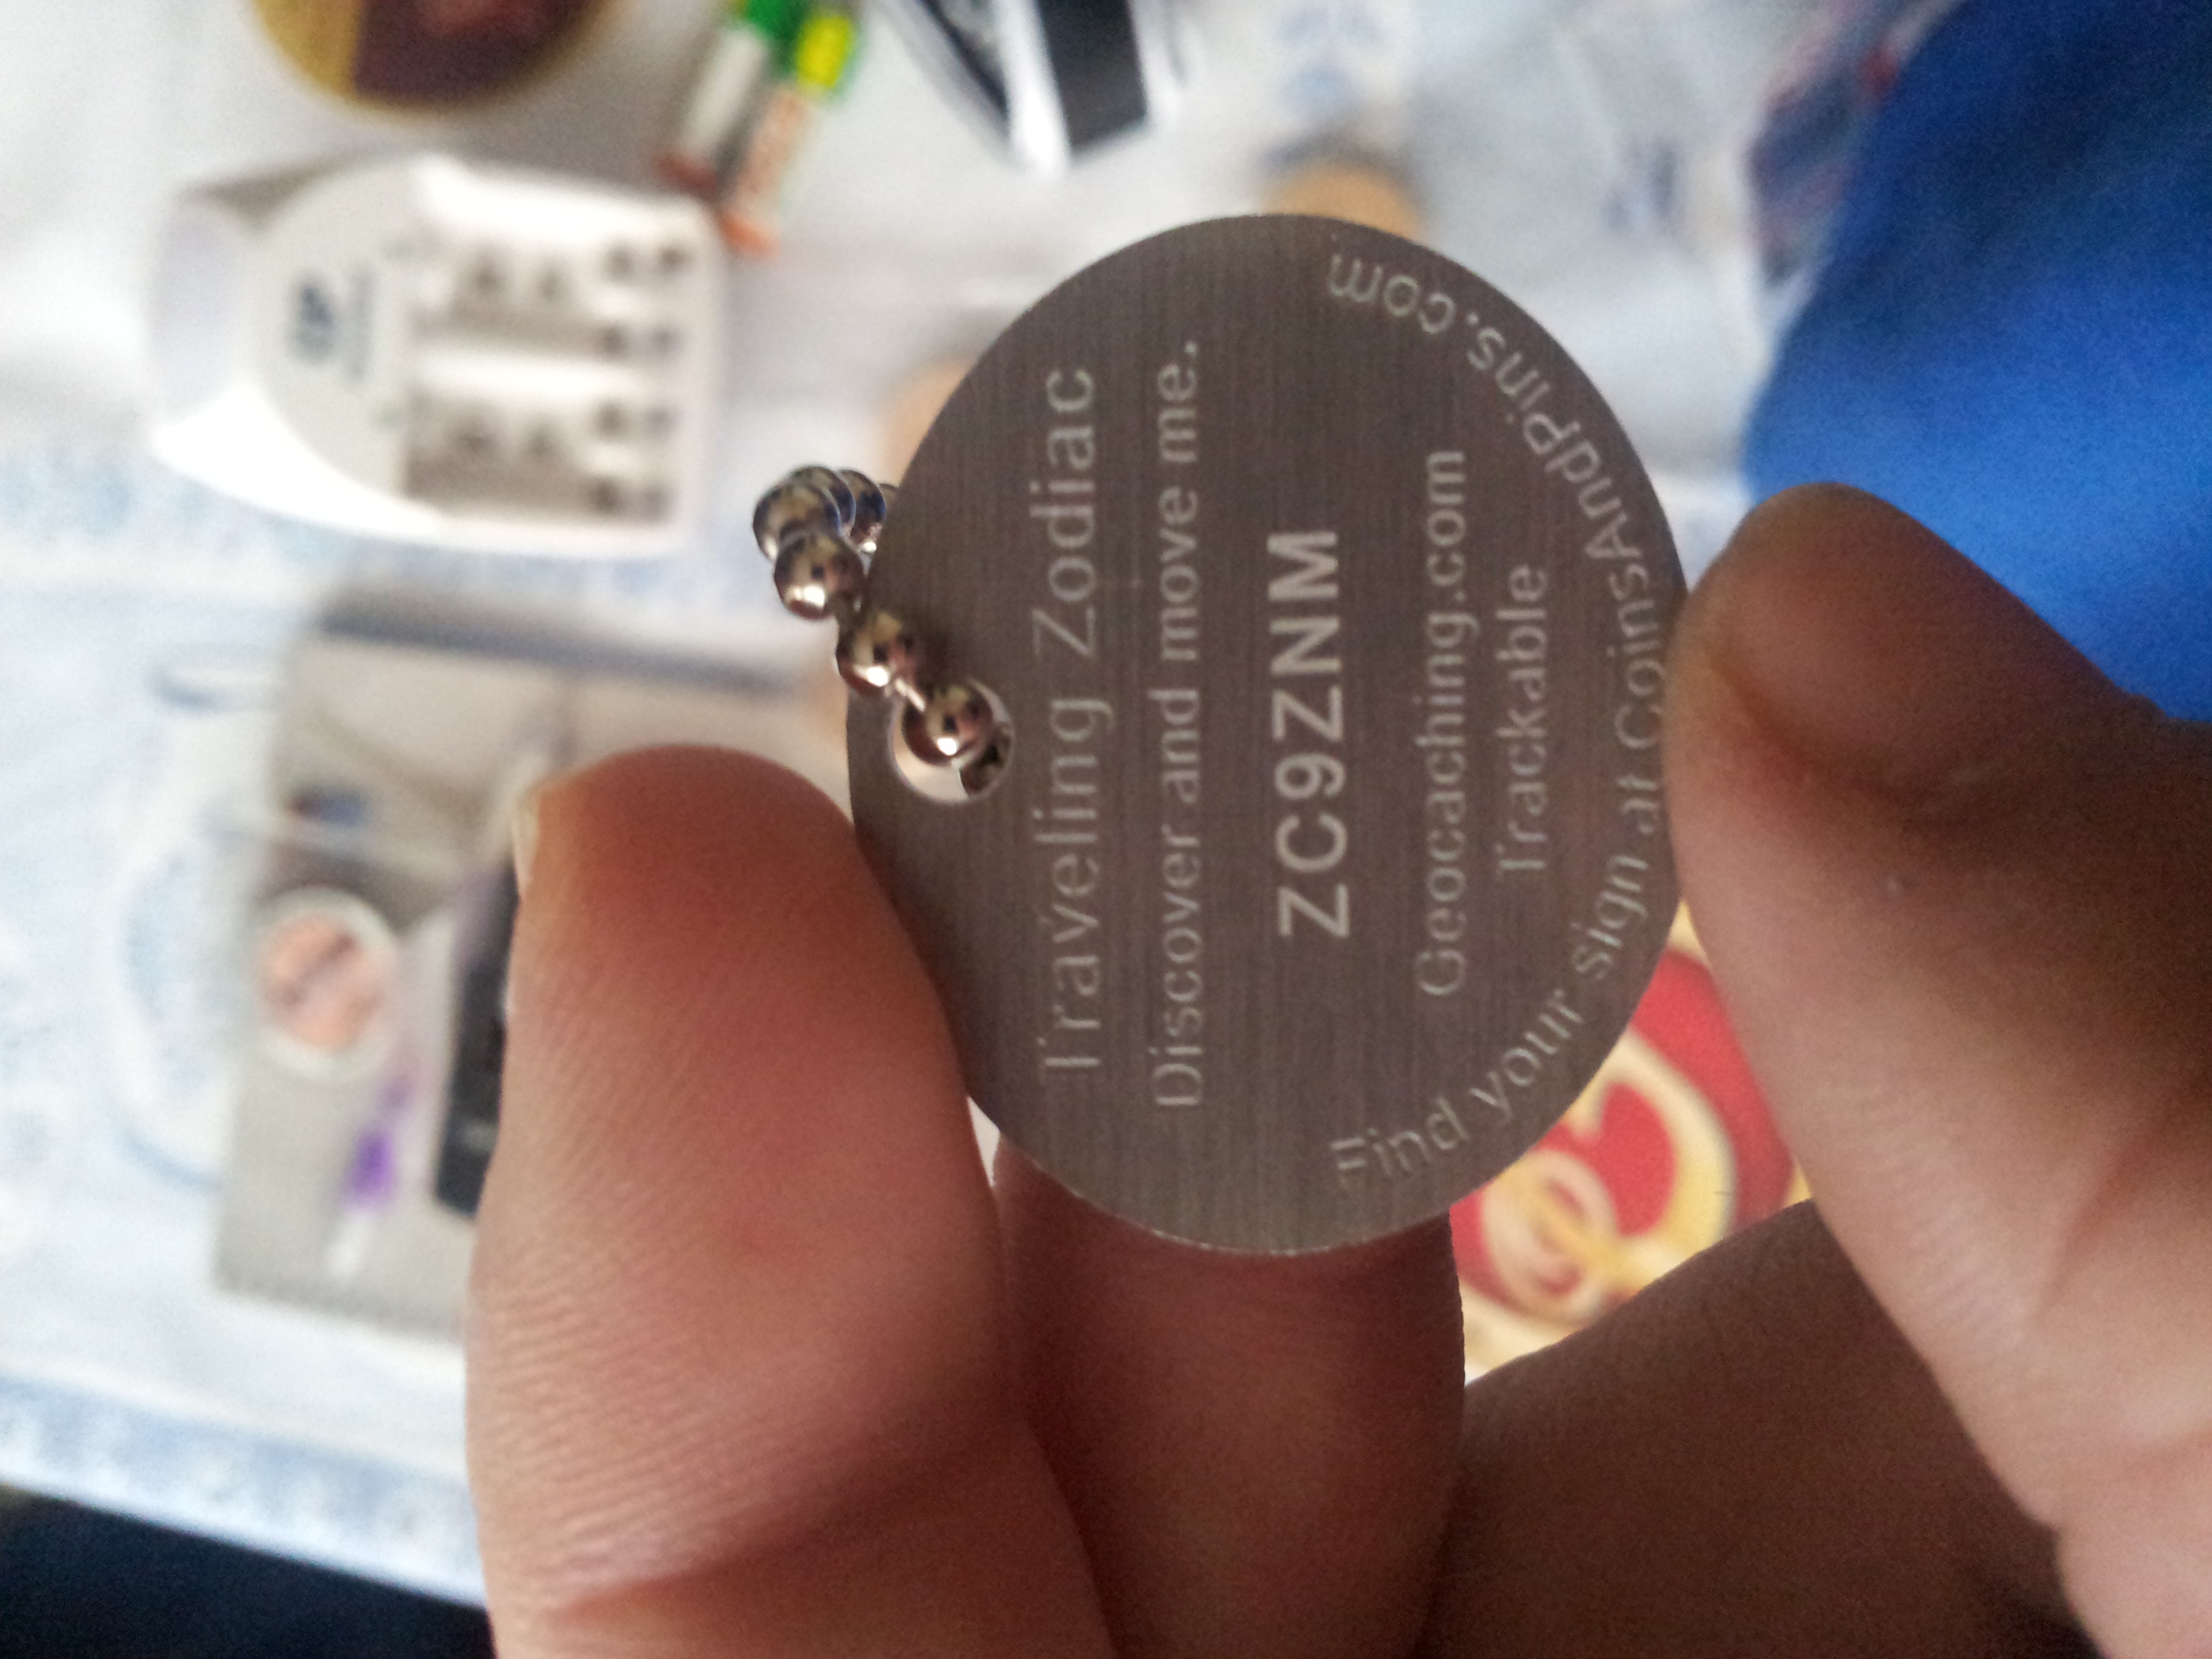 Traveling Zodiac
Discover and move me.
ZC9ZNM
Geocaching.com
Trackable
Find your sign at CoinsAndPins.com